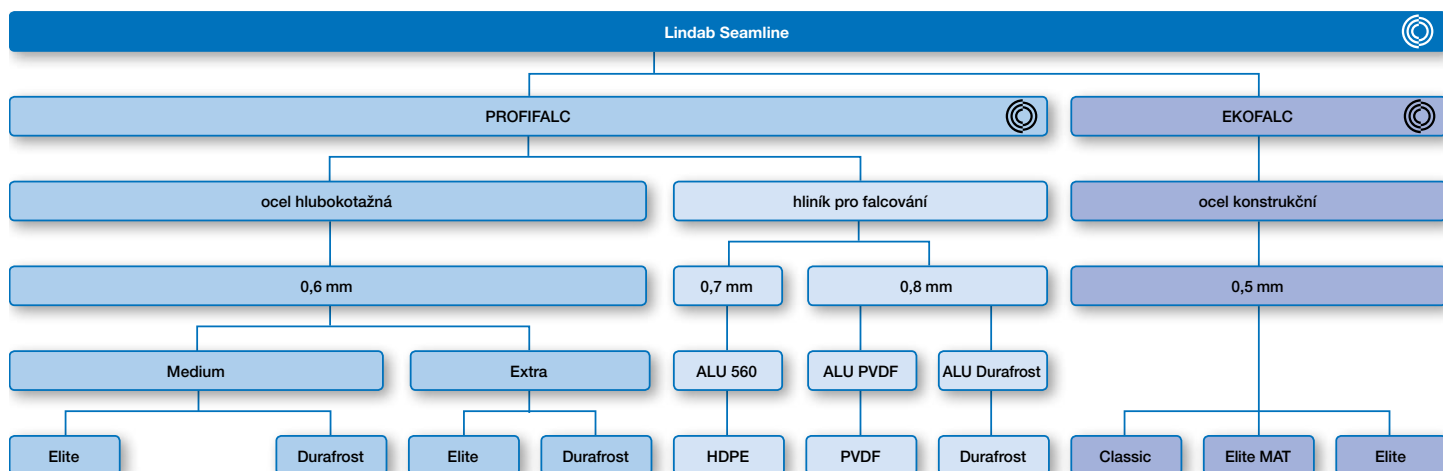 Lindab Seamline
PROFIFALC
EKOFALC
ocel hlubokotažná
hliník pro falcování
ocel konstrukční
0,6 mm
0,7 mm
0,8 mm
0,5 mm
Medium
Extra
ALU 560
ALU PVDF
ALU Durafrost
Elite
Durafrost
Elite
Durafrost
HDPE
PVDF
Durafrost
Classic
Elite MAT
Elite